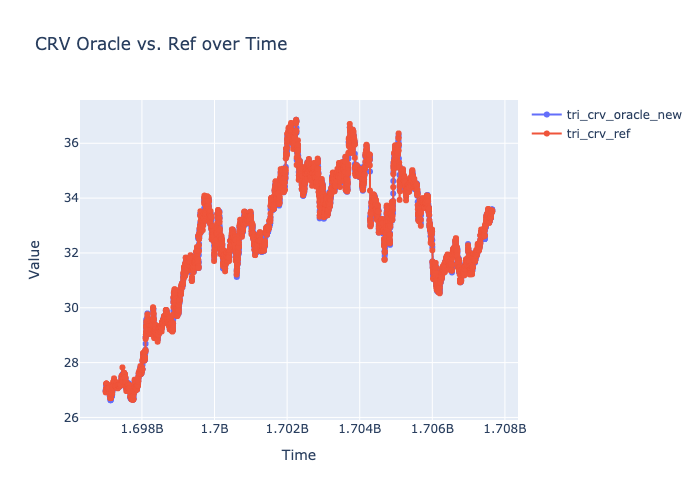 CRV Oracle vs. Ref over Time
tri_crv_oracle_new
tri_crv_ref
36
34
32
30
28
26
Value
1.698B
1.7B
1.702B
1.704B
1.706B
1.708B
Time